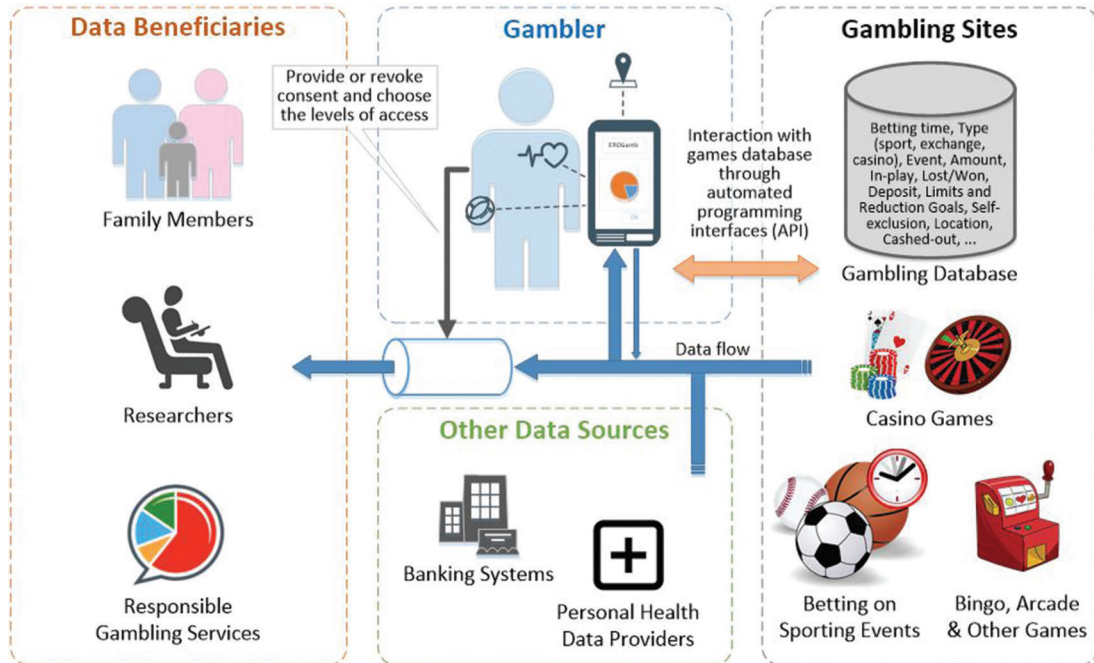 Data Beneficiaries
Family Members
Researchers
Responsible
Gambling Services
Gambler
Provide or revoke
consent and choose
the levels of access
EROGamb
Interaction with
games database
through
automated
programming
interfaces (API)
Data flow
Other Data Sources
Banking Systems
Personal Health
Data Providers
Gambling Sites
Betting time, Type
(sport, exchange,
casino), Event, Amount,
In-play, Lost/Won,
Deposit, Limits and
Reduction Goals, Self-
exclusion, Location,
Cashed-out, ...
Gambling Database
Casino Games
Betting on
Sporting Events
Bingo, Arcade
& Other Games